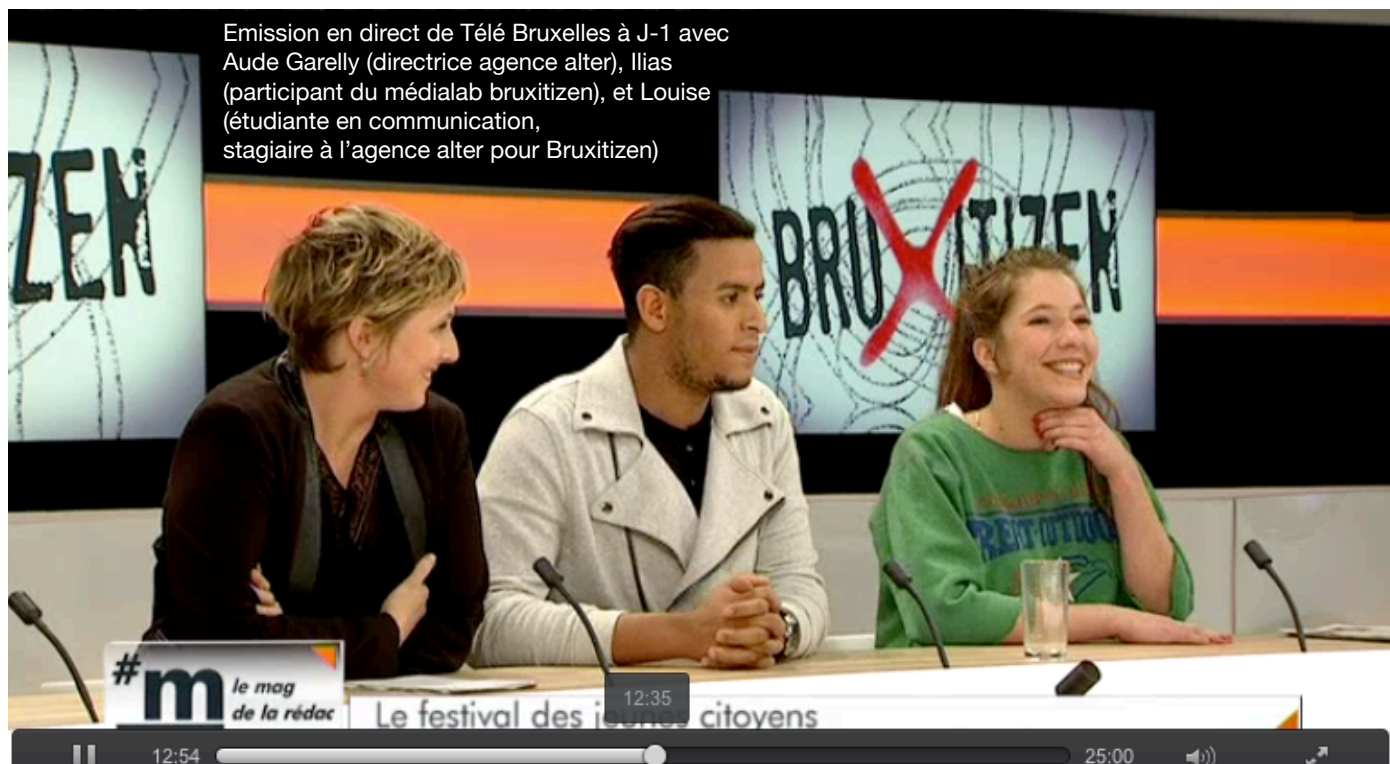 Emission en direct de Télé Bruxelles à J-1 avec
Aude Garelly (directrice agence alter), Ilias
(participant du médialab bruxitizen), et Louise
(étudiante en communication,
stagiaire à l'agence alter pour Bruxitizen)
ZEN
BRUXITIZEN
#m le mag
de la rédac
Le festival des jeunes citoyens
12:35
12:54
25:00